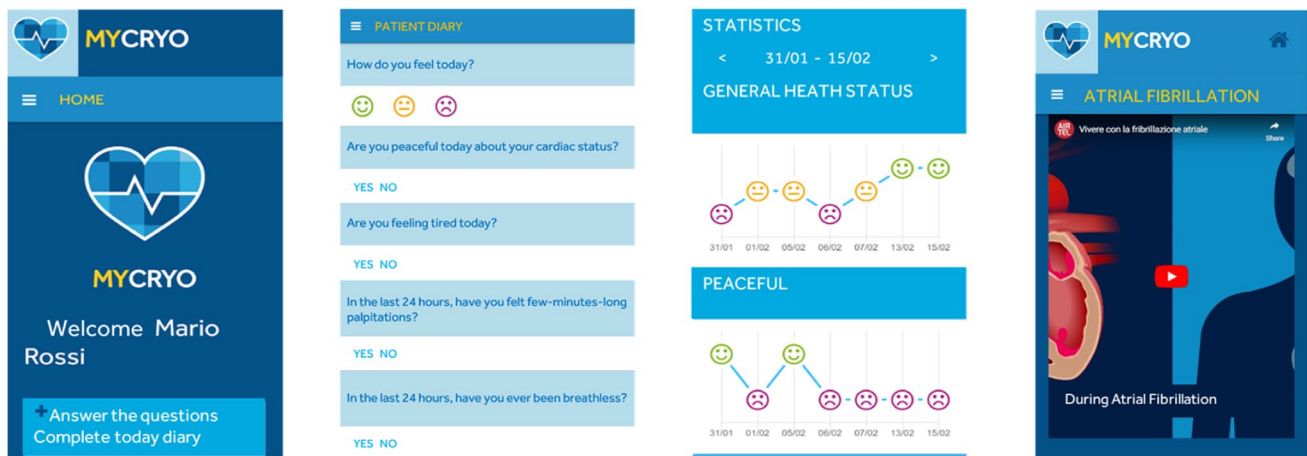 MYCRYO
HOME
MYCRYO
Welcome Mario
Rossi
+Answer the questions
Complete today diary
PATIENT DIARY
How do you feel today?
Are you peaceful today about your cardiac status?
YES NO
Are you feeling tired today?
YES NO
In the last 24 hours, have you felt few-minutes-long
palpitations?
YES NO
In the last 24 hours, have you ever been breathless?
YES NO
STATISTICS
< 31/01 - 15/02 >
GENERAL HEATH STATUS
31/01 01/02 05/02 06/02 07/02 13/02 15/02
PEACEFUL
31/01 01/02 05/02 06/02 07/02 13/02 15/02
MYCRYO
ATRIAL FIBRILLATION
AIR
TEL
Vivere con la fribrillazione atriale
Share
During Atrial Fibrillation